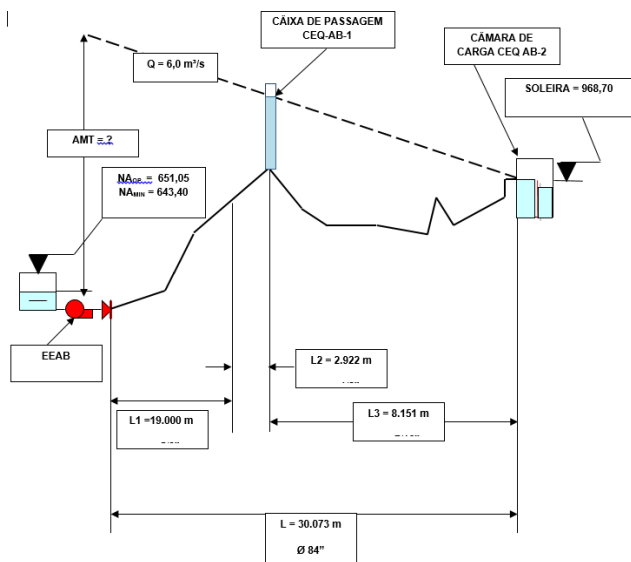 CÂIXA DE PASSAGEM
CEQ-AB-1
CÃMARA DE
CARGA CEQ AB-2
Q = 6,0 m³/s
SOLEIRA = 968,70
AMT = ?
NAOP = 651,05
NAMIN = 643,40
EEAB
L2 = 2.922 m
L1 =19.000 m
L3 = 8.151 m
L = 30.073 m
Ø 84”